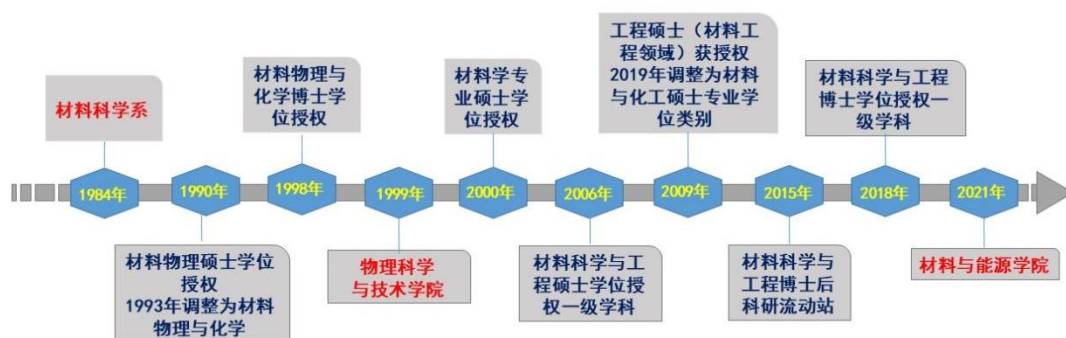 材料科学系
材料物理与
化学博士学
位授权
材料学专
业硕士学
位授权
工程硕士（材料工
程领域）获授权
2019年调整为材料
与化工硕士专业学
位类别
材料科学与工程
博士学位授权一
级学科
1984年
1990年
1998年
1999年
2000年
2006年
2009年
2015年
2018年
2021年
材料物理硕士学位
授权
1993年调整为材料
物理与化学
物理科学
与技术学院
材料科学与工
程硕士学位授
权一级学科
材料科学与
工程博士后
科研流动站
材料与能源学院